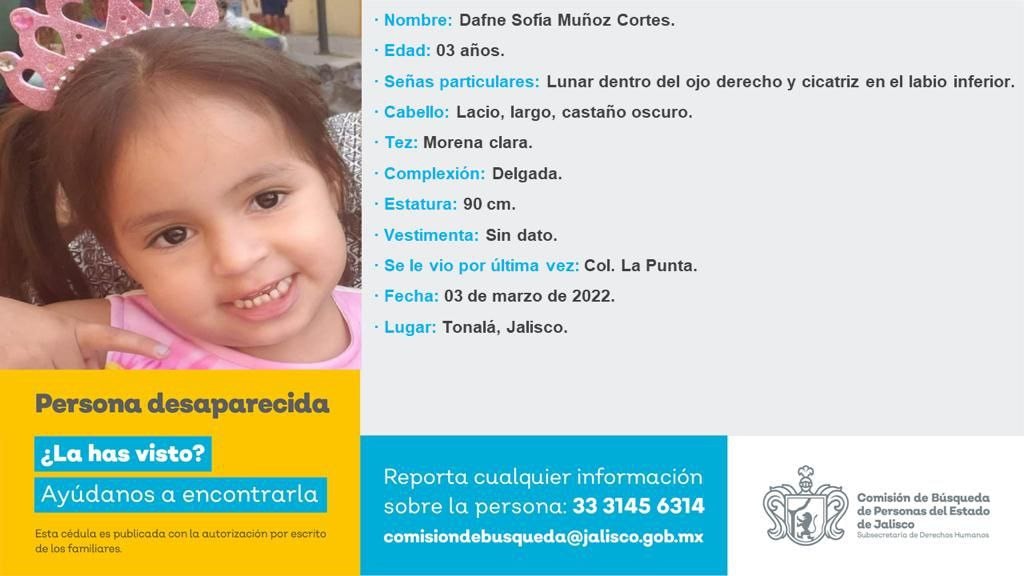 · Nombre: Dafne Sofía Muñoz Cortes.
· Edad: 03 años.
· Señas particulares: Lunar dentro del ojo derecho y cicatriz en el labio inferior.
· Cabello: Lacio, largo, castaño oscuro.
· Tez: Morena clara.
· Complexión: Delgada.
· Estatura: 90 cm.
· Vestimenta: Sin dato.
· Se le vio por última vez: Col. La Punta.
· Fecha: 03 de marzo de 2022.
· Lugar: Tonalá, Jalisco.
Persona desaparecida
¿La has visto?
Ayúdanos a encontrarla
Esta cédula es publicada con la autorización por escrito
de los familiares.
Reporta cualquier información
sobre la persona: 33 3145 6314
comisiondebusqueda@jalisco.gob.mx
Comisión de Búsqueda
de Personas del Estado
de Jalisco
Subsecretaría de Derechos Humanos